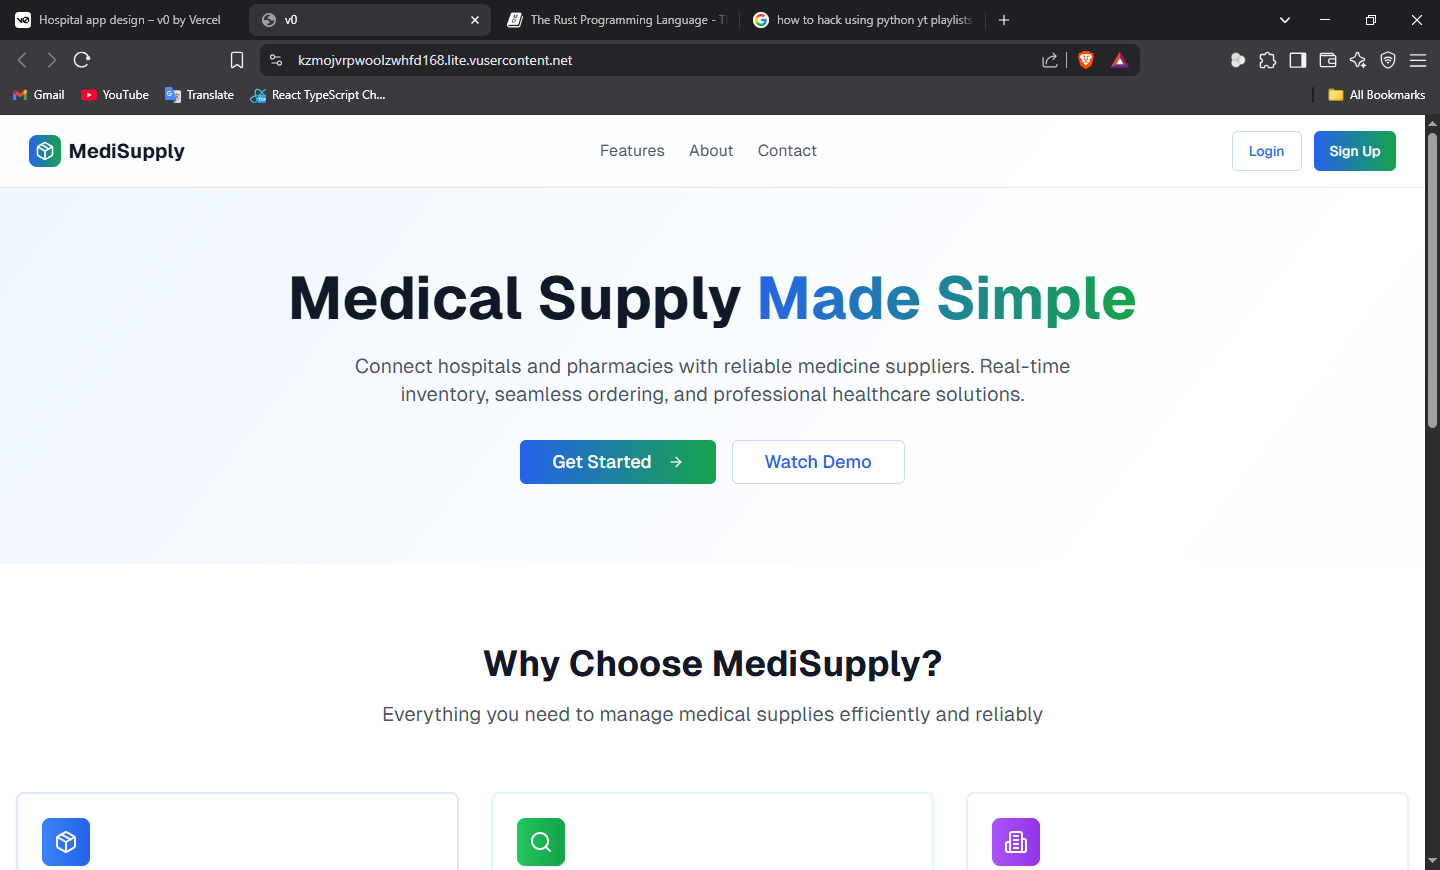 Hospital app design – v0 by Vercel
v0
The Rust Programming Language - Th
how to hack using python yt playlists
kzmojvrpwoolzwhfd168.lite.vusercontent.net
Gmail
YouTube
Translate
React TypeScript Ch...
All Bookmarks
MediSupply
Features
About
Contact
Login
Sign Up
Medical Supply Made Simple
Connect hospitals and pharmacies with reliable medicine suppliers. Real-time
inventory, seamless ordering, and professional healthcare solutions.
Get Started →
Watch Demo
Why Choose MediSupply?
Everything you need to manage medical supplies efficiently and reliably